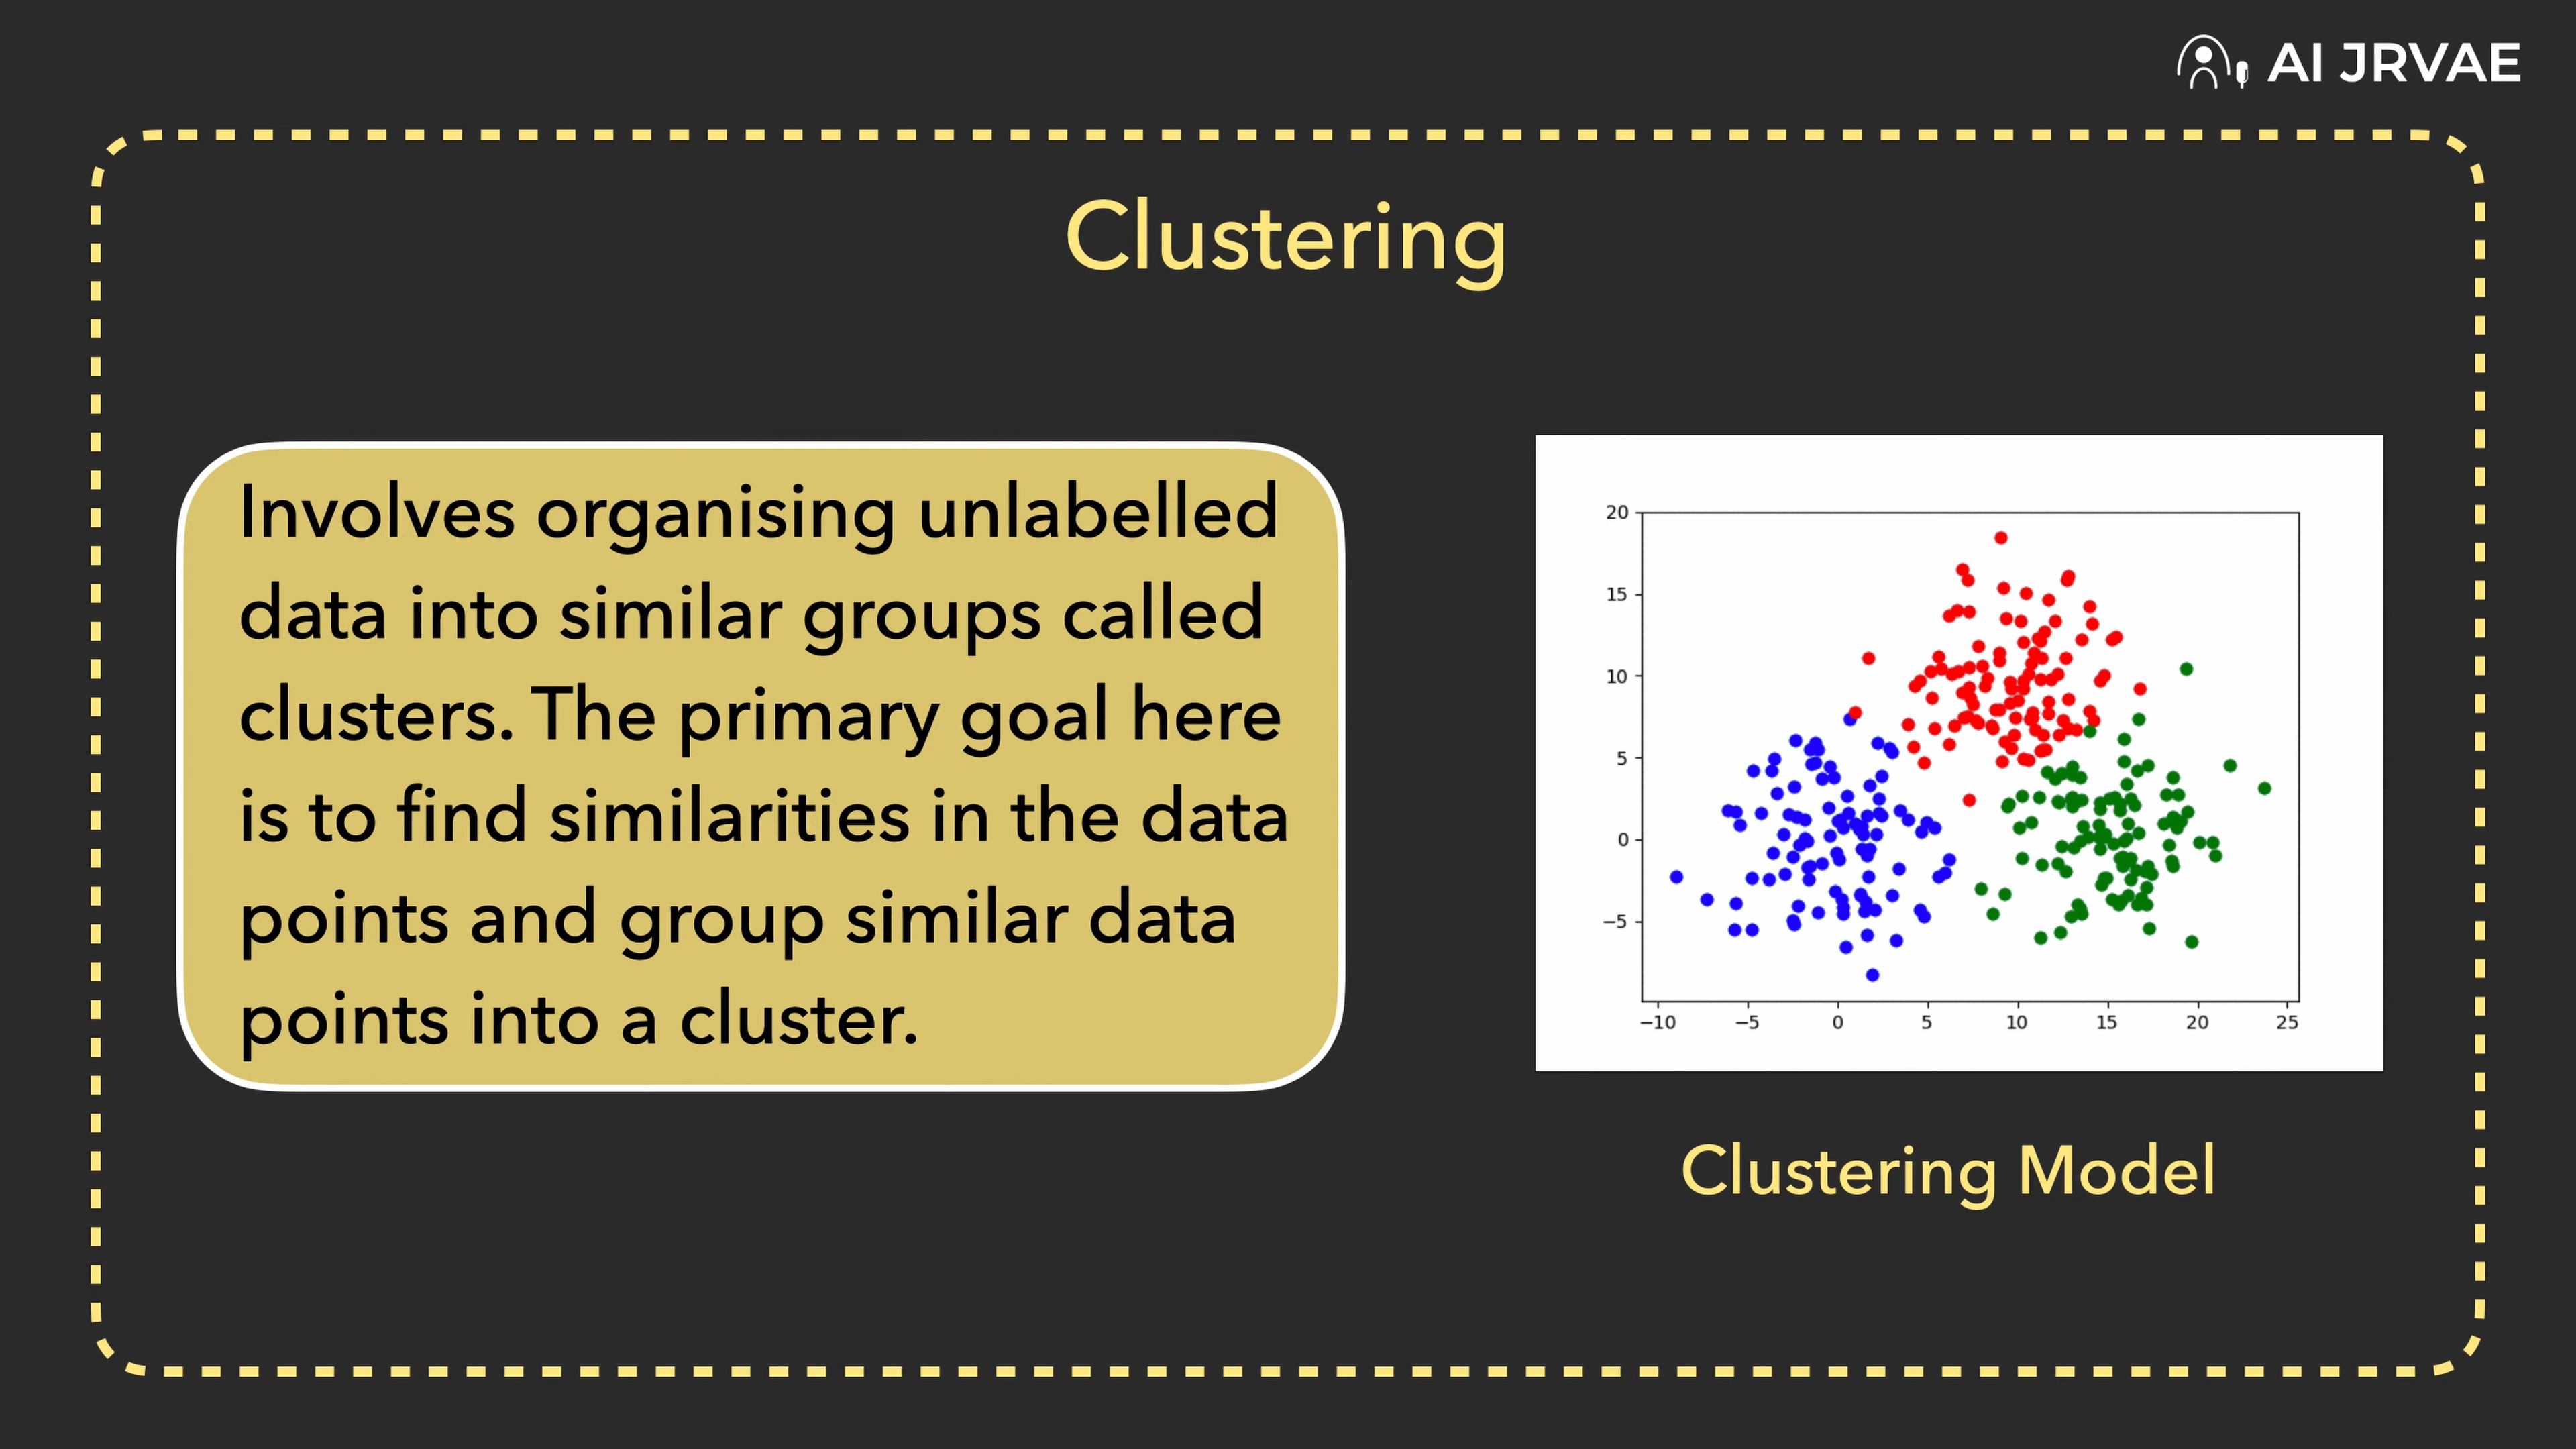 AI JRVAE
Clustering
Involves organising unlabelled
data into similar groups called
clusters. The primary goal here
is to find similarities in the data
points and group similar data
points into a cluster.
20
15
10
5
0
−5
−10 −5 0 5 10 15 20 25
Clustering Model